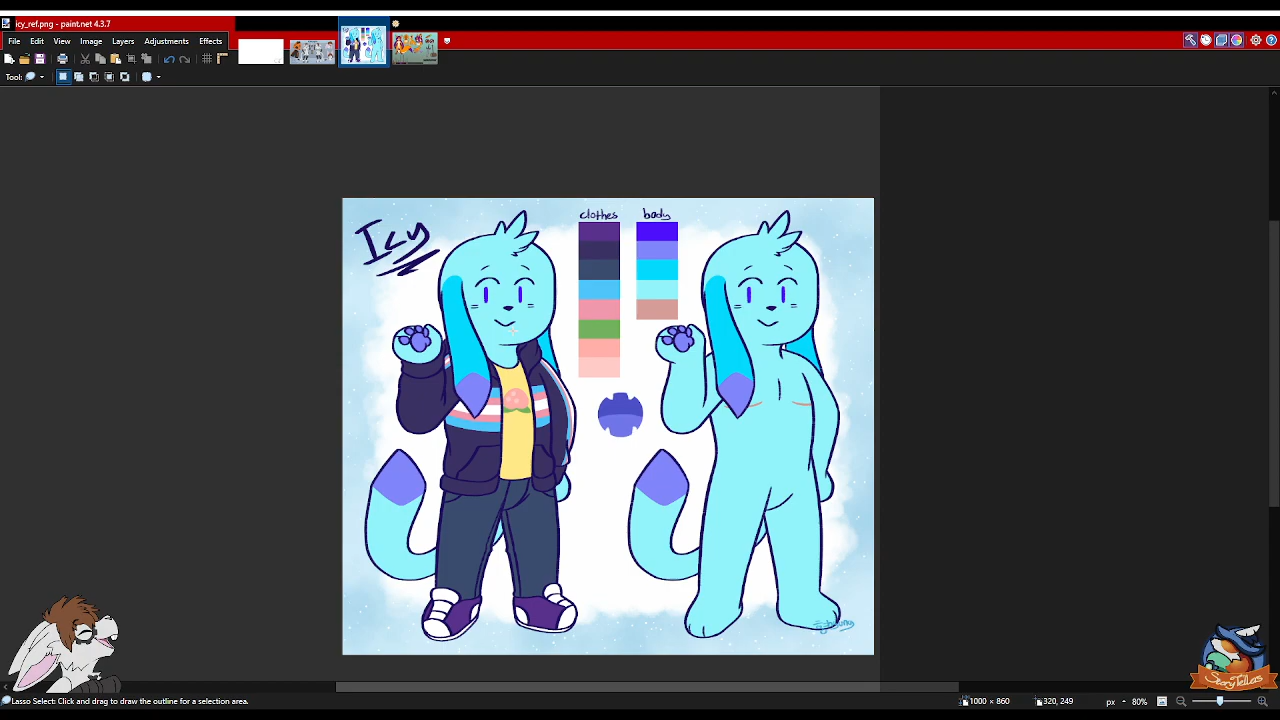 icy_ref.png - paint.net 4.3.7
File Edit View Image Layers Adjustments Effects
Tool:
Icy
clothes
body
StoryTellers
Lasso Select: Click and drag to draw the outline for a selection area.
1000 × 860
320, 249
px
80%